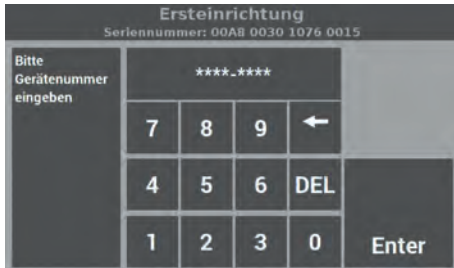 Ersteinrichtung
Seriennummer: 00A8 0030 1076 0015
Bitte
Gerätenummer
eingeben
****-****
7 8 9 ←
4 5 6 DEL
1 2 3 0 Enter